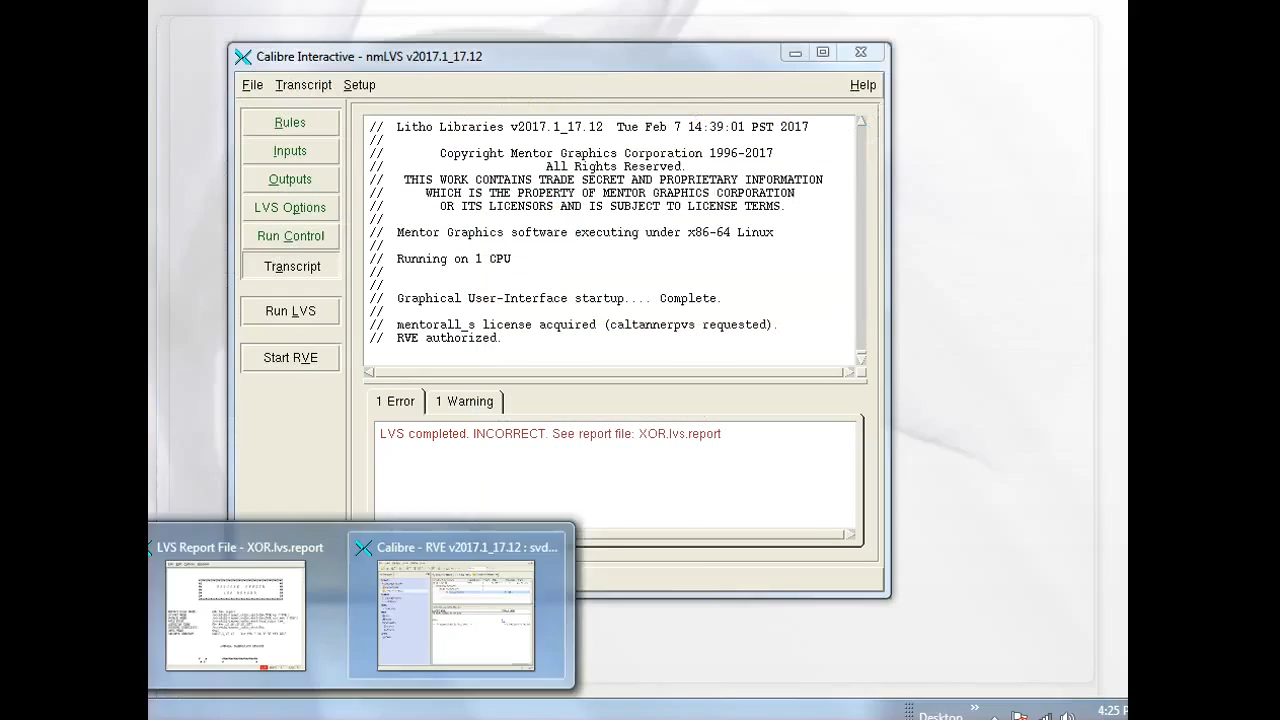 Calibre Interactive - nmLVS v2017.1_17.12
File Transcript Setup Help
Rules
Inputs
Outputs
LVS Options
Run Control
Transcript
Run LVS
Start RVE
// Litho Libraries v2017.1_17.12 Tue Feb 7 14:39:01 PST 2017
//
// Copyright Mentor Graphics Corporation 1996-2017
// All Rights Reserved.
// THIS WORK CONTAINS TRADE SECRET AND PROPRIETARY INFORMATION
// WHICH IS THE PROPERTY OF MENTOR GRAPHICS CORPORATION
// OR ITS LICENSORS AND IS SUBJECT TO LICENSE TERMS.
//
// Mentor Graphics software executing under x86-64 Linux
//
// Running on 1 CPU
//
//
// Graphical User-Interface startup.... Complete.
//
// mentorall_s license acquired (caltannerpvs requested).
// RVE authorized.
1 Error 1 Warning
LVS completed. INCORRECT. See report file: XOR.lvs.report
LVS Report File - XOR.lvs.report
Calibre - RVE v2017.1_17.12 : svd...
Desktop
4:25 P